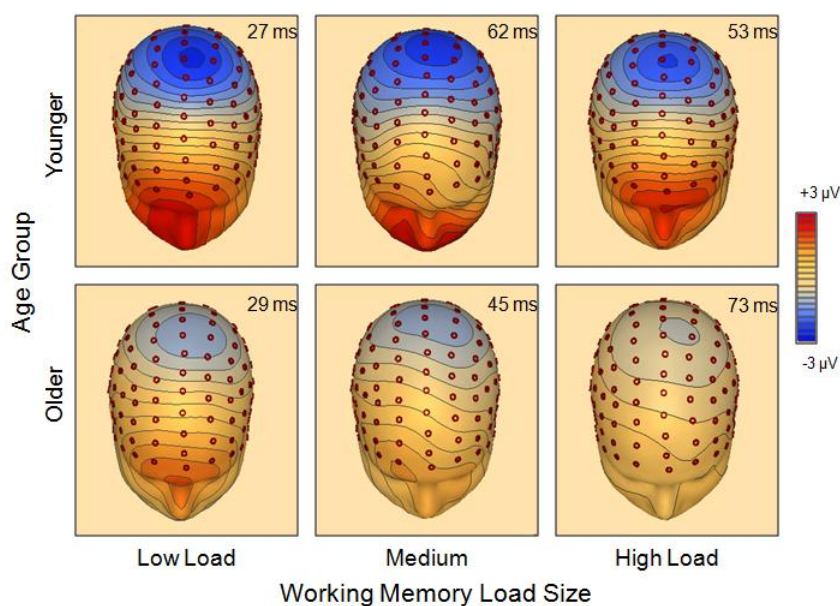 27 ms
62 ms
53 ms
Younger
+3 µV
Age Group
29 ms
45 ms
73 ms
-3 µV
Older
Low Load
Medium
High Load
Working Memory Load Size